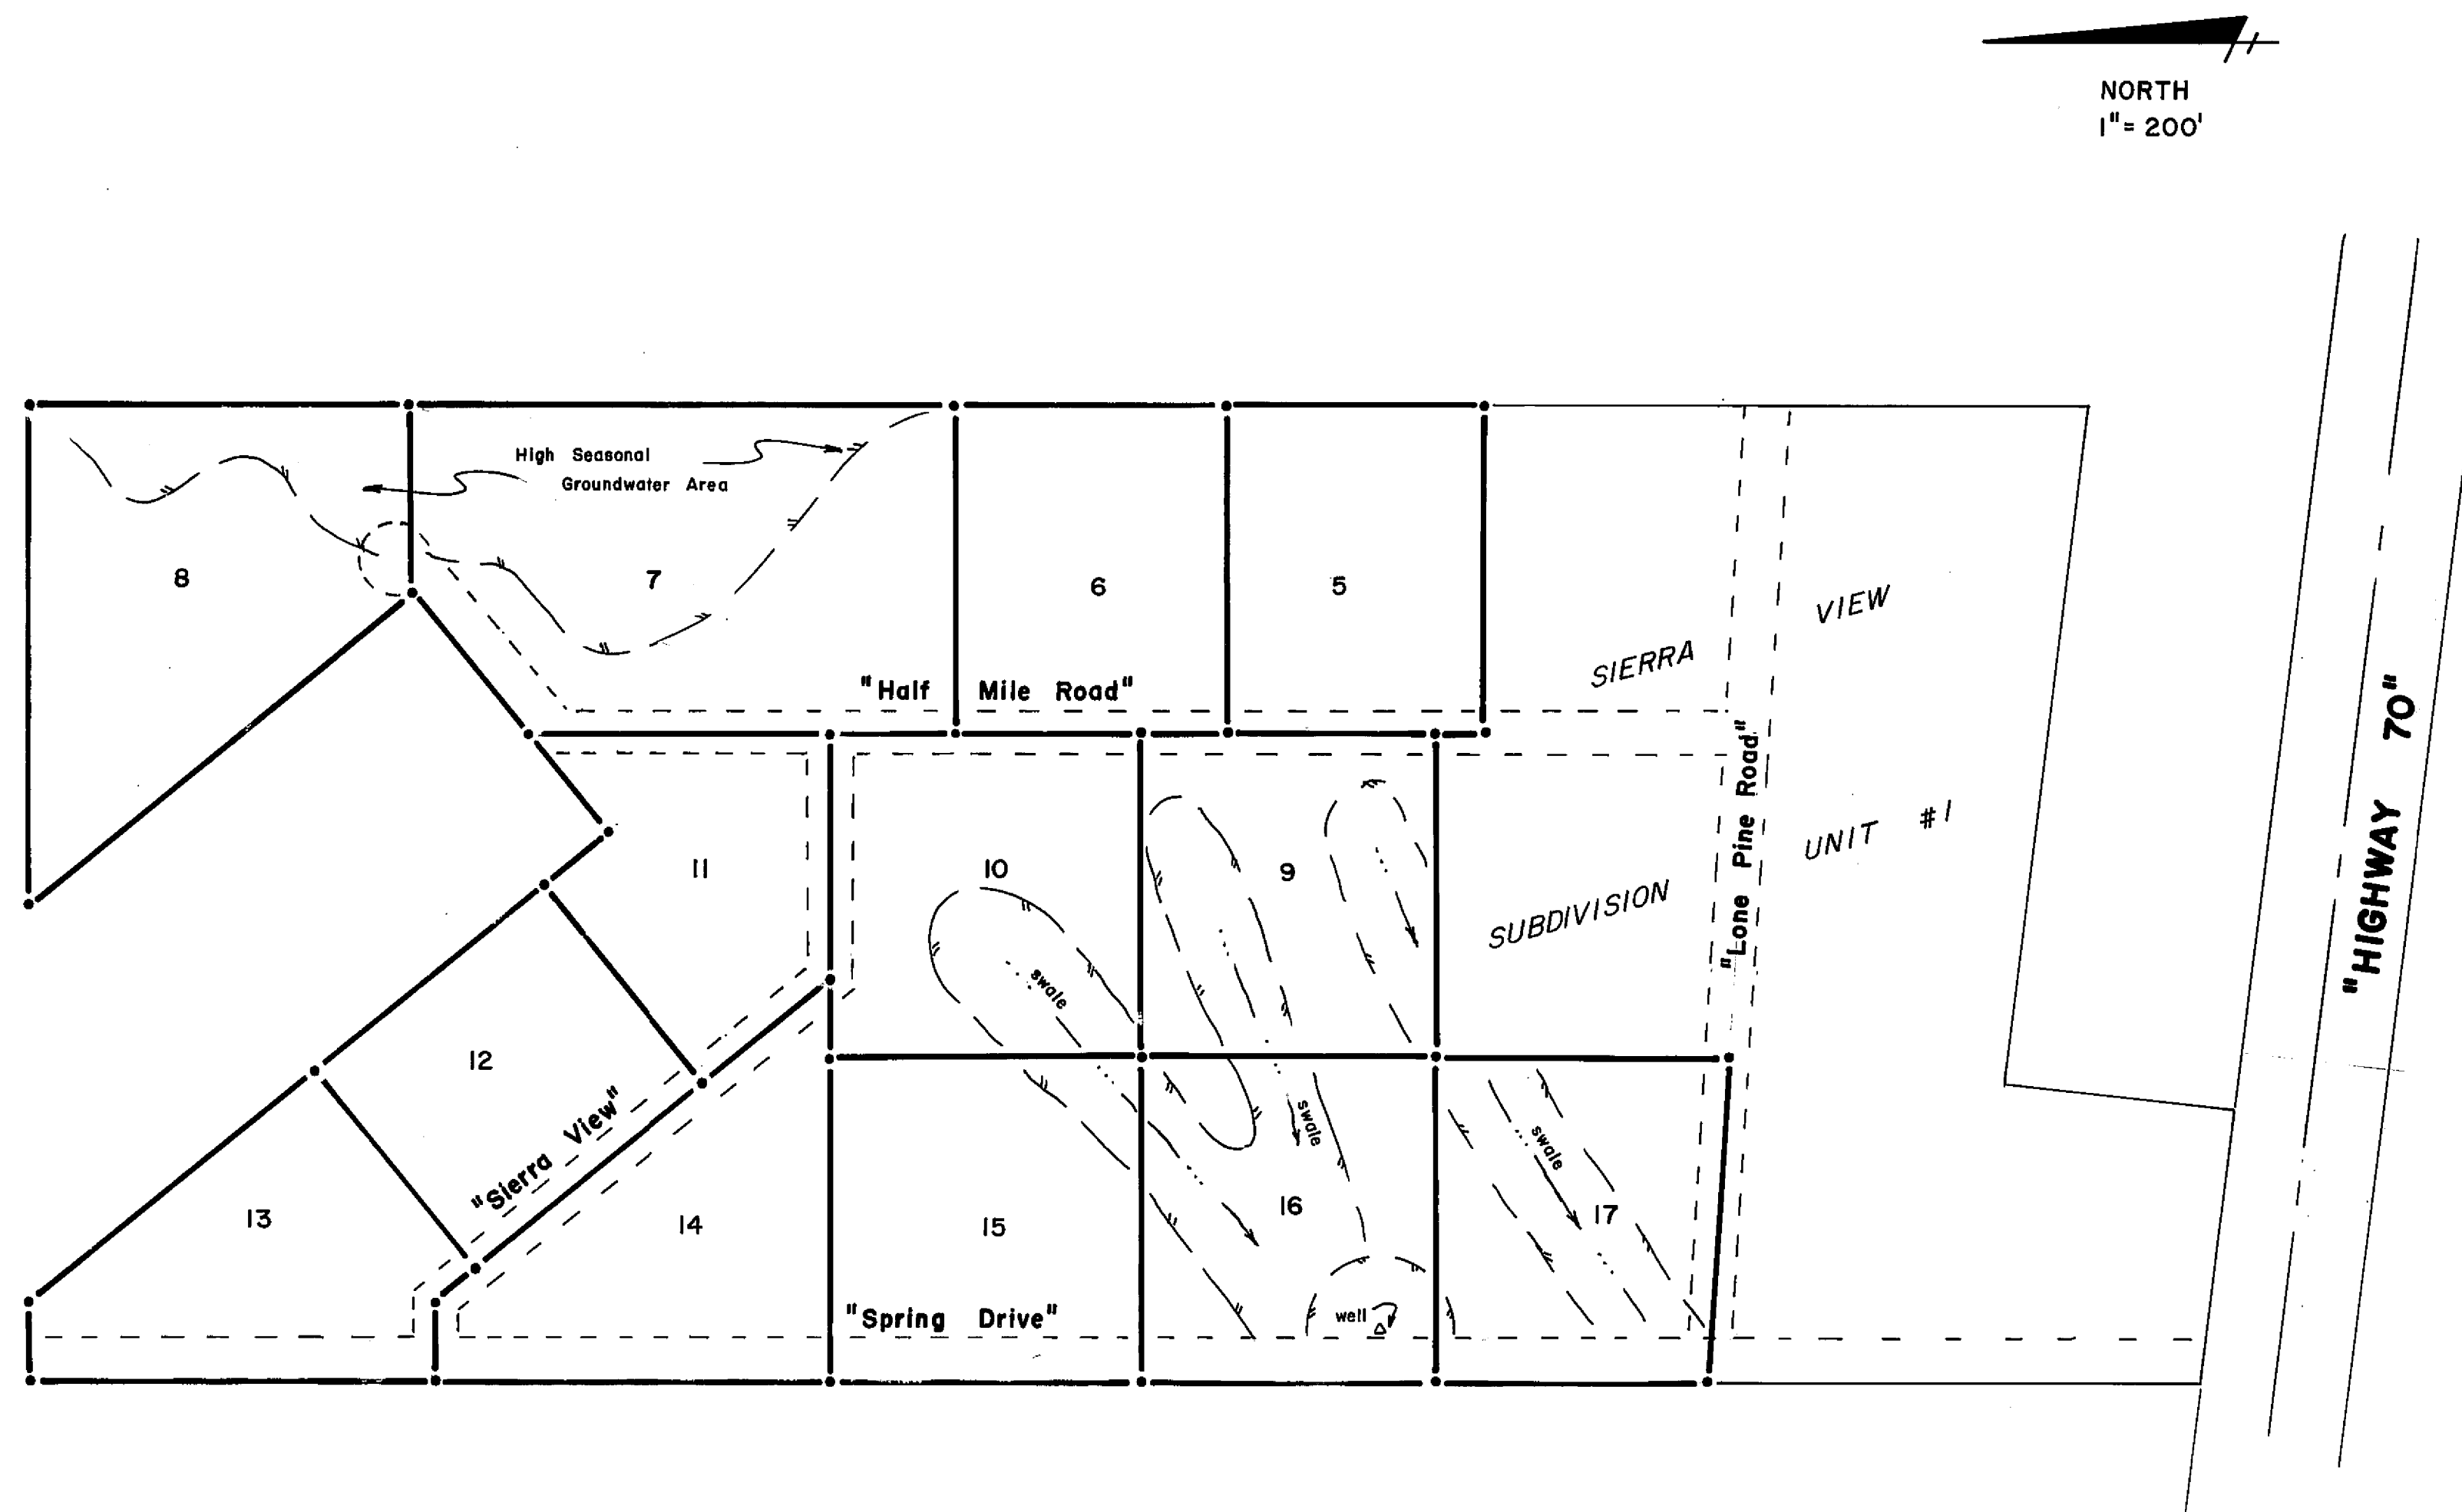 NORTH
1"= 200'
High Seasonal
Groundwater Area
8
7
6
5
"Half Mile Road"
SIERRA
VIEW
SUBDIVISION
UNIT #1
"Lone Pine Road"
"HIGHWAY 70"
11
10
9
swale
12
"Sierra View"
swale
swale
13
14
15
16
17
"Spring Drive"
well